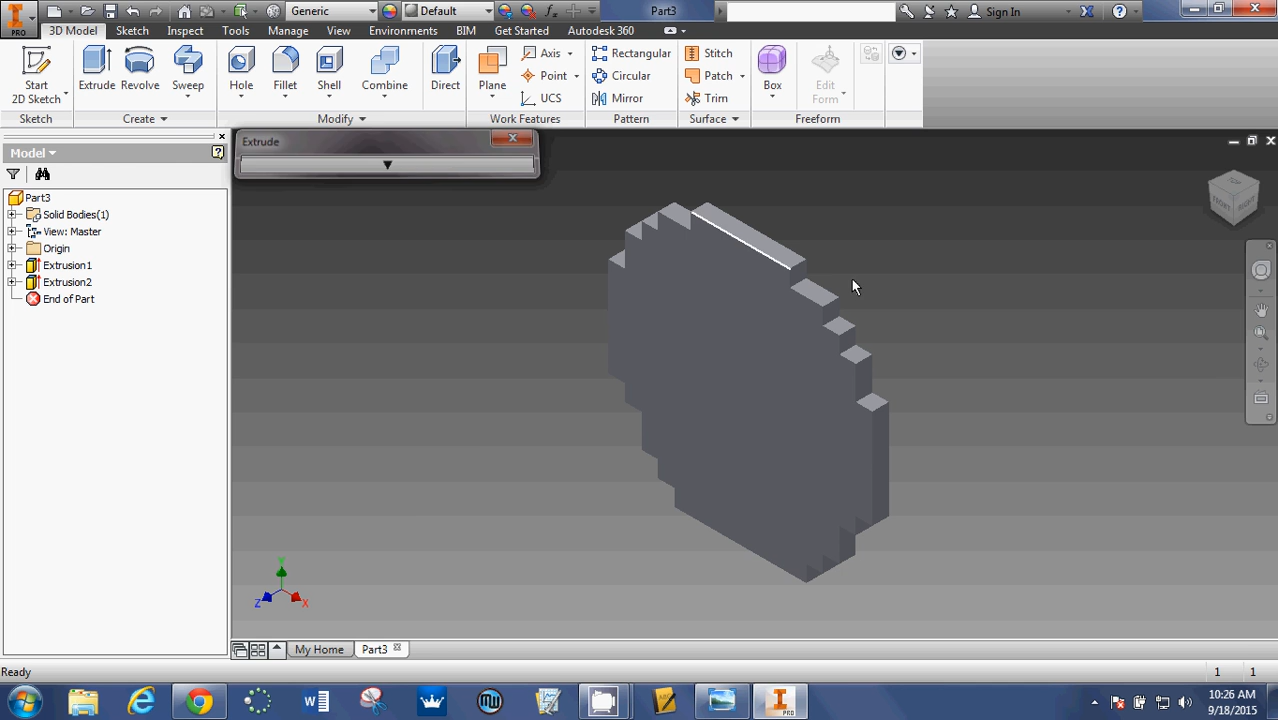 Generic
Default
Part3
Sign In
PRO
3D Model
Sketch
Inspect
Tools
Manage
View
Environments
BIM
Get Started
Autodesk 360
Start
2D Sketch
Extrude
Revolve
Sweep
Hole
Fillet
Shell
Combine
Direct
Plane
Axis
Point
UCS
Rectangular
Circular
Mirror
Stitch
Patch
Trim
Box
Edit
Form
Sketch
Create
Modify
Work Features
Pattern
Surface
Freeform
Model
Extrude
Part3
Solid Bodies(1)
View: Master
Origin
Extrusion1
Extrusion2
End of Part
TOP
FRONT
RIGHT
Y
Z
X
My Home
Part3
Ready
1
1
W
PRO
10:26 AM
9/18/2015